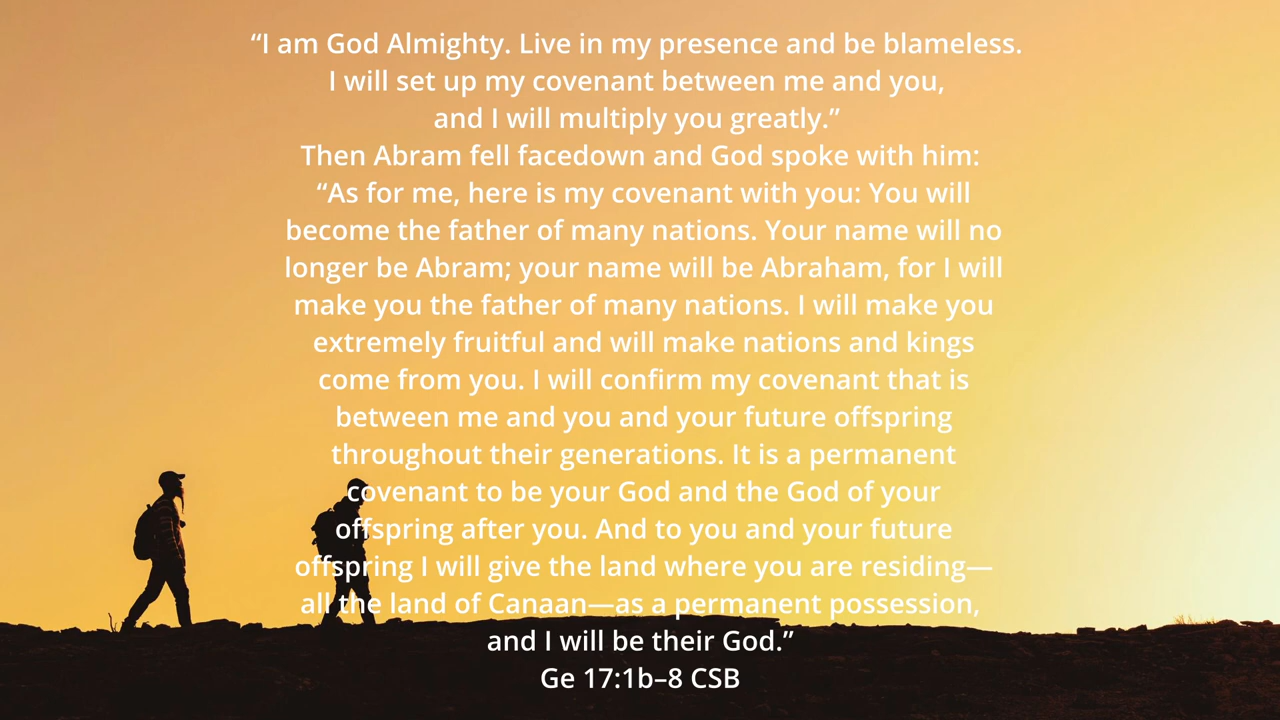 “I am God Almighty. Live in my presence and be blameless.
I will set up my covenant between me and you,
and I will multiply you greatly.”
Then Abram fell facedown and God spoke with him:
“As for me, here is my covenant with you: You will
become the father of many nations. Your name will no
longer be Abram; your name will be Abraham, for I will
make you the father of many nations. I will make you
extremely fruitful and will make nations and kings
come from you. I will confirm my covenant that is
between me and you and your future offspring
throughout their generations. It is a permanent
covenant to be your God and the God of your
offspring after you. And to you and your future
offspring I will give the land where you are residing—
all the land of Canaan—as a permanent possession,
and I will be their God.”
Ge 17:1b–8 CSB